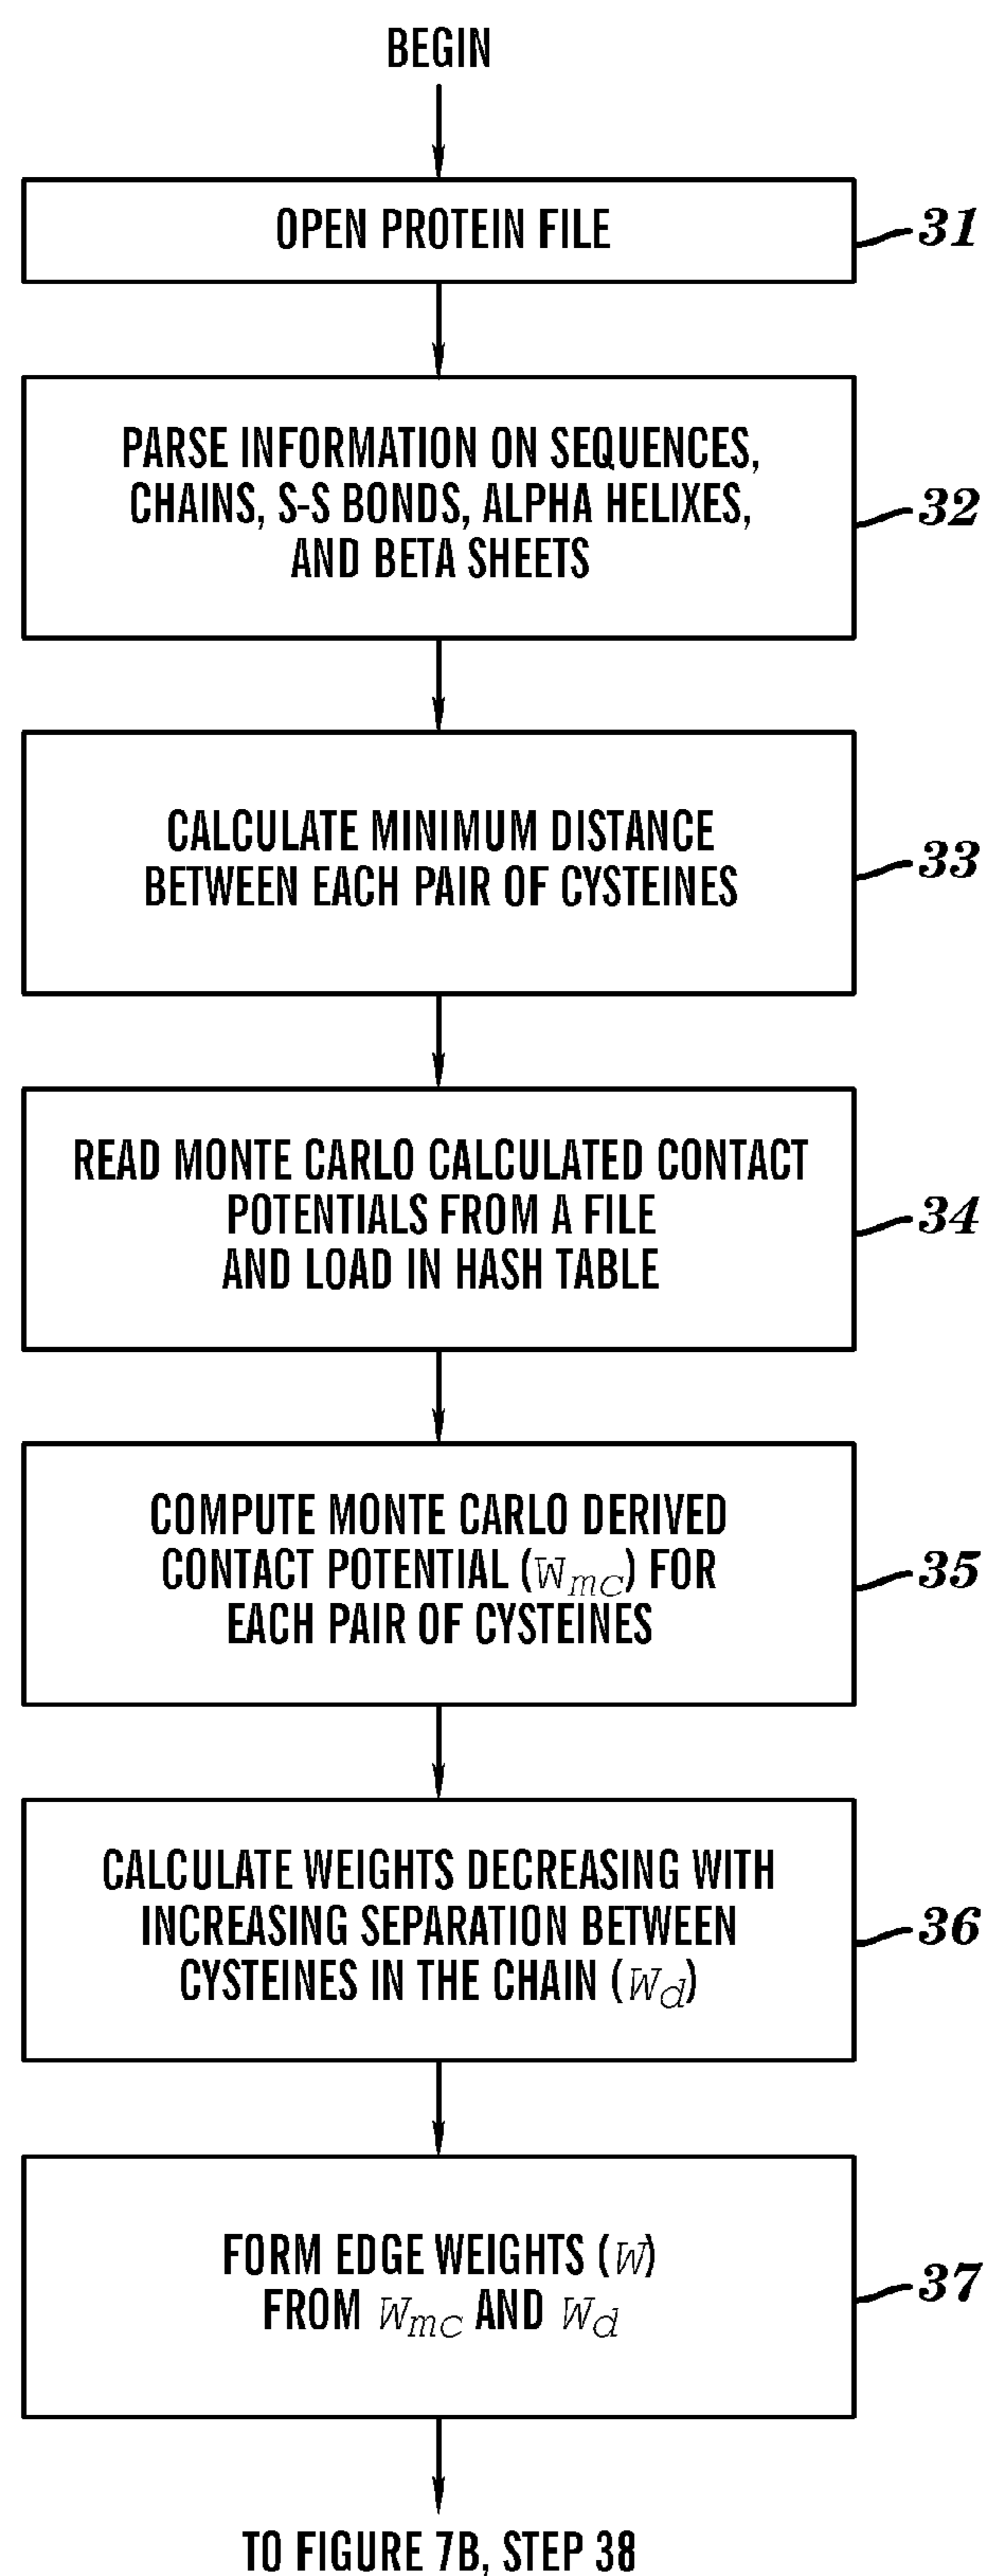 BEGIN
OPEN PROTEIN FILE
31
PARSE INFORMATION ON SEQUENCES,
CHAINS, S-S BONDS, ALPHA HELIXES,
AND BETA SHEETS
32
CALCULATE MINIMUM DISTANCE
BETWEEN EACH PAIR OF CYSTEINES
33
READ MONTE CARLO CALCULATED CONTACT
POTENTIALS FROM A FILE
AND LOAD IN HASH TABLE
34
COMPUTE MONTE CARLO DERIVED
CONTACT POTENTIAL (Wmc) FOR
EACH PAIR OF CYSTEINES
35
CALCULATE WEIGHTS DECREASING WITH
INCREASING SEPARATION BETWEEN
CYSTEINES IN THE CHAIN (Wd)
36
FORM EDGE WEIGHTS (W)
FROM Wmc AND Wd
37
TO FIGURE 7B, STEP 38